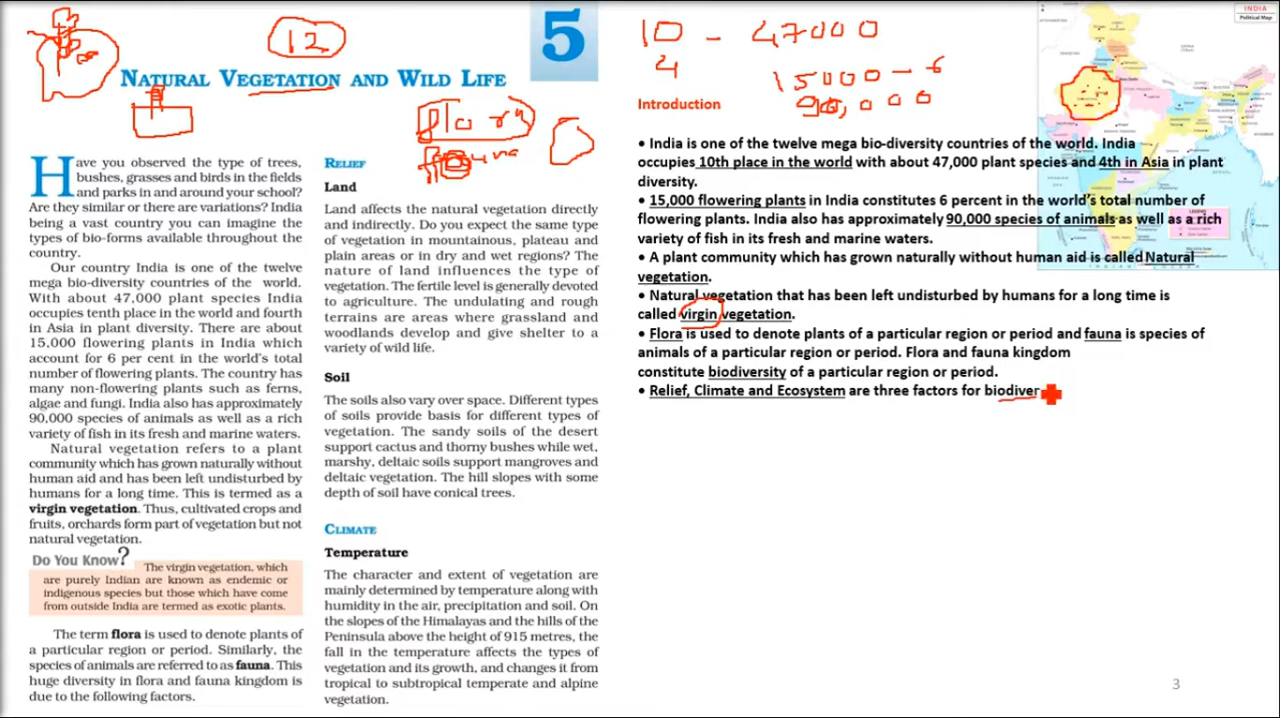 12
5
NATURAL VEGETATION AND WILD LIFE
flora
fauna
Have you observed the type of trees,
bushes, grasses and birds in the fields
and parks in and around your school?
Are they similar or there are variations? India
being a vast country you can imagine the
types of bio-forms available throughout the
country.
Our country India is one of the twelve
mega bio-diversity countries of the world.
With about 47,000 plant species India
occupies tenth place in the world and fourth
in Asia in plant diversity. There are about
15,000 flowering plants in India which
account for 6 per cent in the world's total
number of flowering plants. The country has
many non-flowering plants such as ferns,
algae and fungi. India also has approximately
90,000 species of animals as well as a rich
variety of fish in its fresh and marine waters.
Natural vegetation refers to a plant
community which has grown naturally without
human aid and has been left undisturbed by
humans for a long time. This is termed as a
virgin vegetation. Thus, cultivated crops and
fruits, orchards form part of vegetation but not
natural vegetation.
Do You Know?
The virgin vegetation, which
are purely Indian are known as endemic or
indigenous species but those which have come
from outside India are termed as exotic plants.
The term flora is used to denote plants of
a particular region or period. Similarly, the
species of animals are referred to as fauna. This
huge diversity in flora and fauna kingdom is
due to the following factors.
RELIEF
Land
Land affects the natural vegetation directly
and indirectly. Do you expect the same type
of vegetation in mountainous, plateau and
plain areas or in dry and wet regions? The
nature of land influences the type of
vegetation. The fertile level is generally devoted
to agriculture. The undulating and rough
terrains are areas where grassland and
woodlands develop and give shelter to a
variety of wild life.
Soil
The soils also vary over space. Different types
of soils provide basis for different types of
vegetation. The sandy soils of the desert
support cactus and thorny bushes while wet,
marshy, deltaic soils support mangroves and
deltaic vegetation. The hill slopes with some
depth of soil have conical trees.
CLIMATE
Temperature
The character and extent of vegetation are
mainly determined by temperature along with
humidity in the air, precipitation and soil. On
the slopes of the Himalayas and the hills of the
Peninsula above the height of 915 metres, the
fall in the temperature affects the types of
vegetation and its growth, and changes it from
tropical to subtropical temperate and alpine
vegetation.
10 - 47000
4
15000 - 6
90,000
INDIA
Political Map
Introduction
• India is one of the twelve mega bio-diversity countries of the world. India
occupies 10th place in the world with about 47,000 plant species and 4th in Asia in plant
diversity.
• 15,000 flowering plants in India constitutes 6 percent in the world's total number of
flowering plants. India also has approximately 90,000 species of animals as well as a rich
variety of fish in its fresh and marine waters.
• A plant community which has grown naturally without human aid is called Natural
vegetation.
• Natural vegetation that has been left undisturbed by humans for a long time is
called virgin vegetation.
• Flora is used to denote plants of a particular region or period and fauna is species of
animals of a particular region or period. Flora and fauna kingdom
constitute biodiversity of a particular region or period.
• Relief, Climate and Ecosystem are three factors for biodiver
3